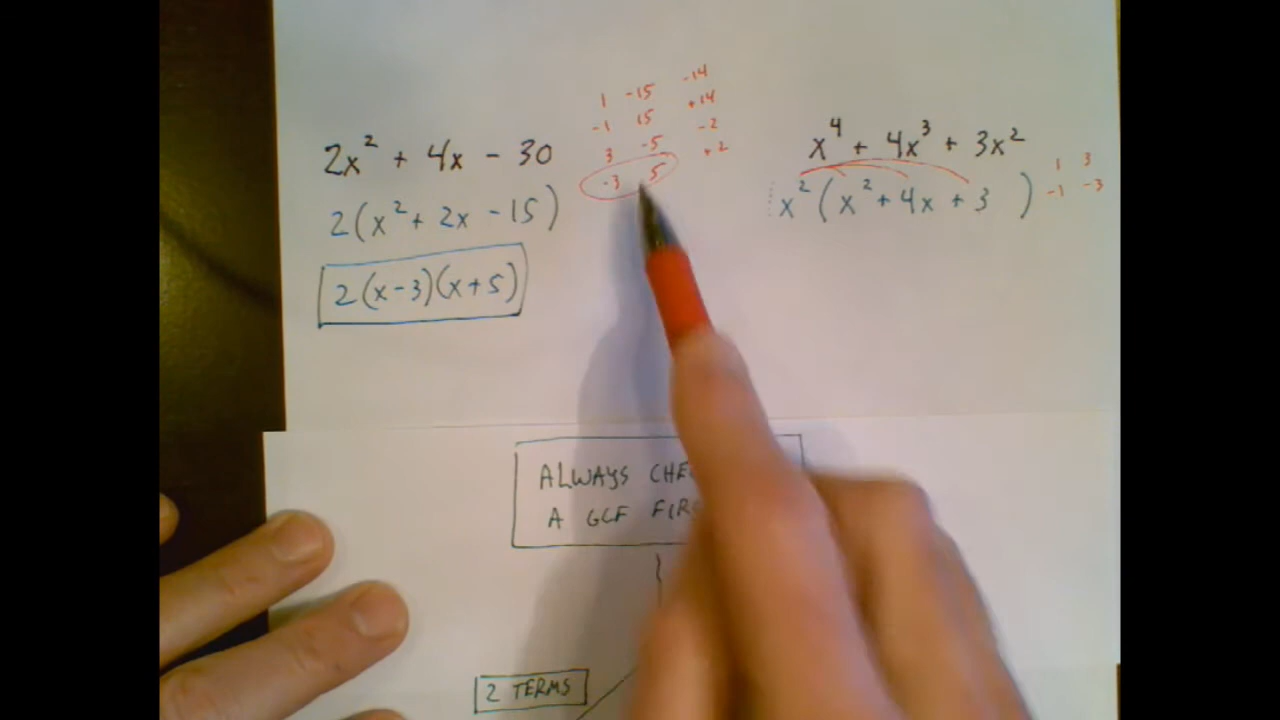 2x² + 4x - 30
2(x² + 2x - 15)
2(x-3)(x+5)
1 -15 -14
-1 15 +14
3 -5 -2
-3 5 +2
x⁴ + 4x³ + 3x²
x²(x² + 4x + 3)
1 3
-1 -3
ALWAYS
A GCF
2 TERMS